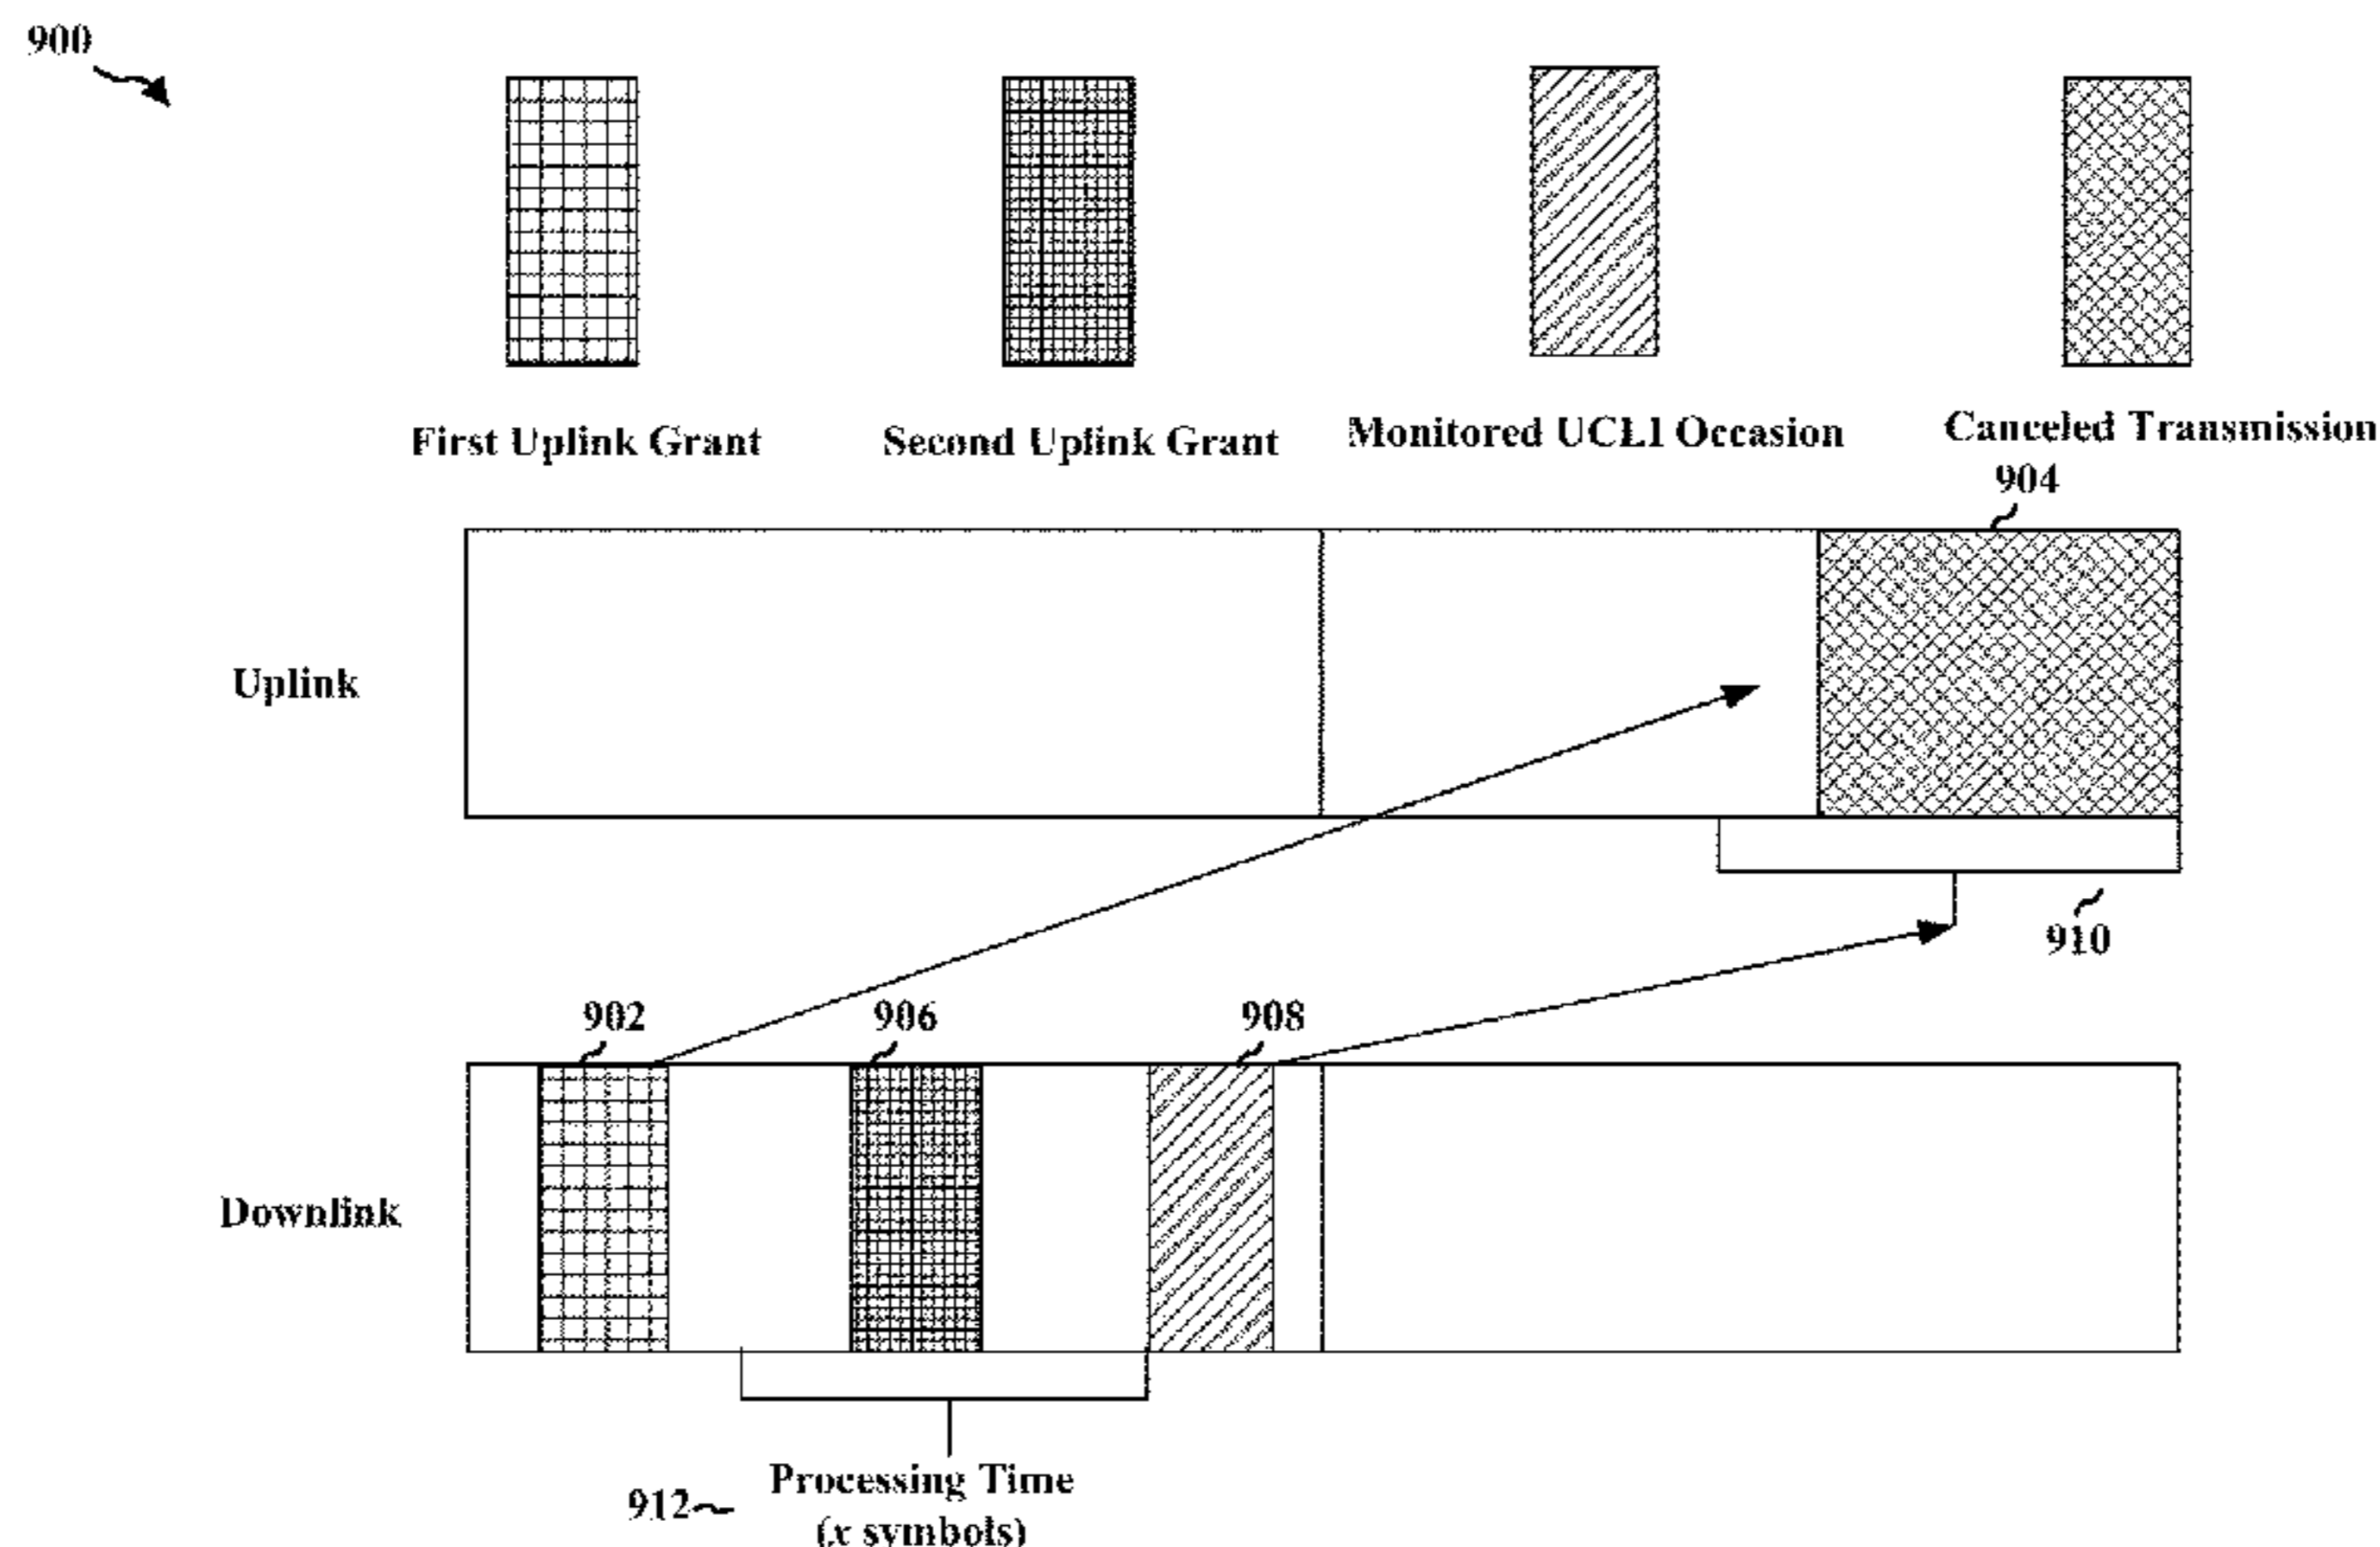 900
First Uplink Grant
Second Uplink Grant
Monitored UCLI Occasion
Canceled Transmission
904
Uplink
910
902
906
908
Downlink
912
Processing Time
(x symbols)